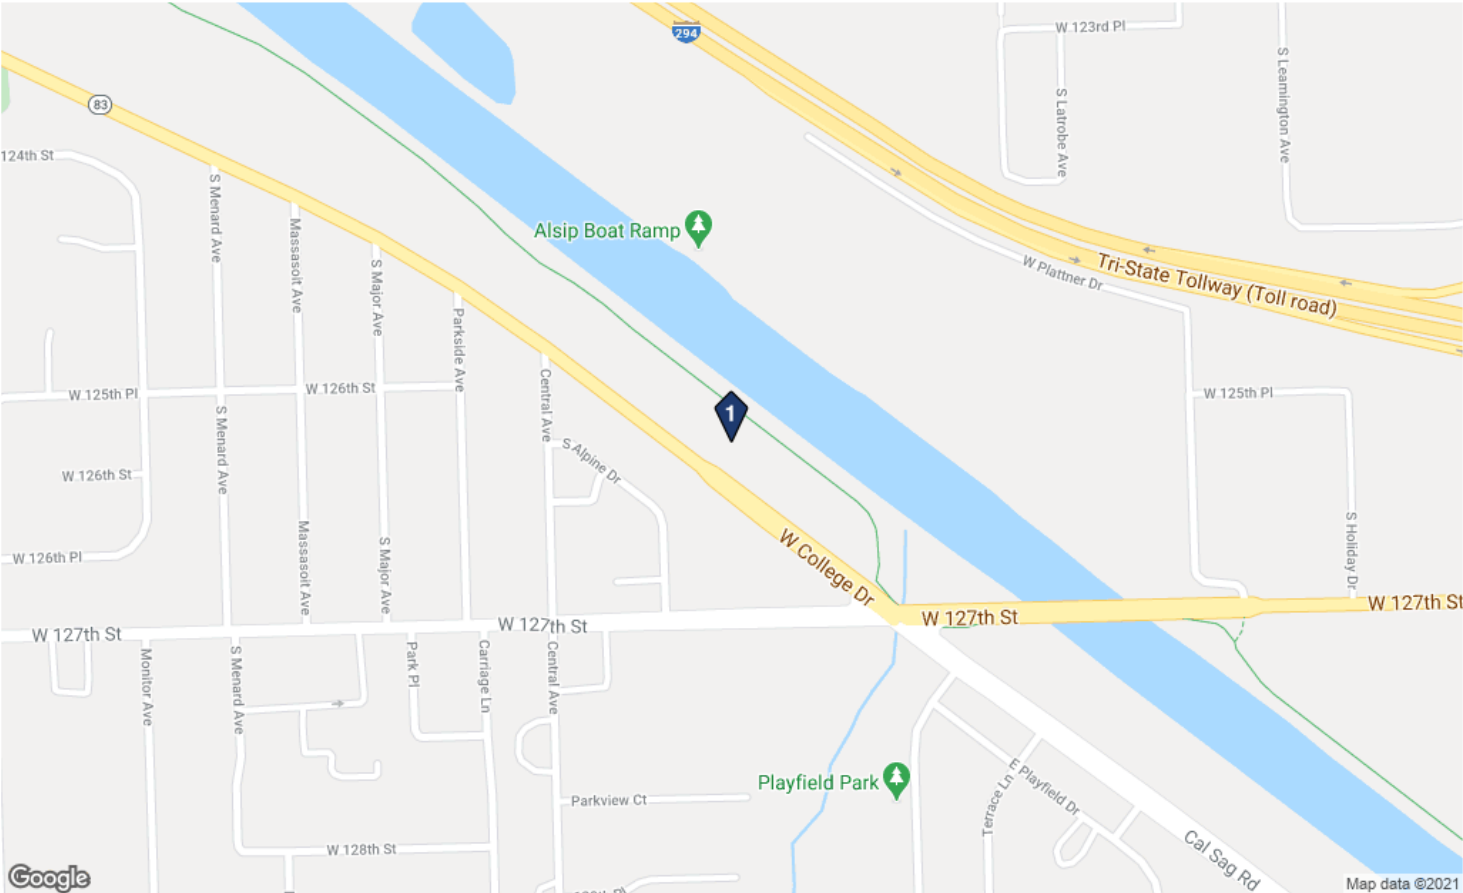 294
W 123rd Pl
S Leamington Ave
83
S Latrobe Ave
124th St
S Menard Ave
Massasoit Ave
Alsip Boat Ramp
S Major Ave
W Plattner Dr
Tri-State Tollway (Toll road)
Parkside Ave
W 125th Pl
W 126th St
W 125th Pl
Central Ave
1
S Menard Ave
S Alpine Dr
W 126th St
Massasoit Ave
S Major Ave
S Holiday Dr
W 126th Pl
W College Dr
W 127th St
W 127th St
W 127th St
W 127th St
Monitor Ave
S Menard Ave
Park Pl
Carriage Ln
Central Ave
Playfield Park
E Playfield Dr
Terrace Ln
Parkview Ct
Cal Sag Rd
W 128th St
Google
Map data ©2021